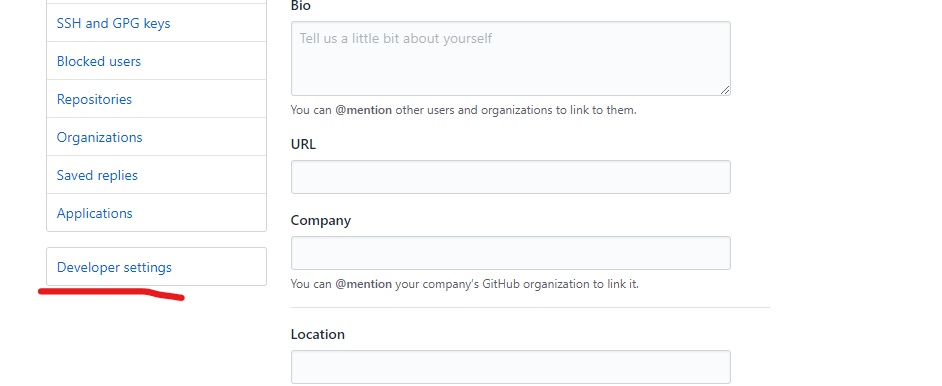 SSH and GPG keys
Blocked users
Repositories
Organizations
Saved replies
Applications
Developer settings
Bio
Tell us a little bit about yourself
You can @mention other users and organizations to link to them.
URL
Company
You can @mention your company's GitHub organization to link it.
Location